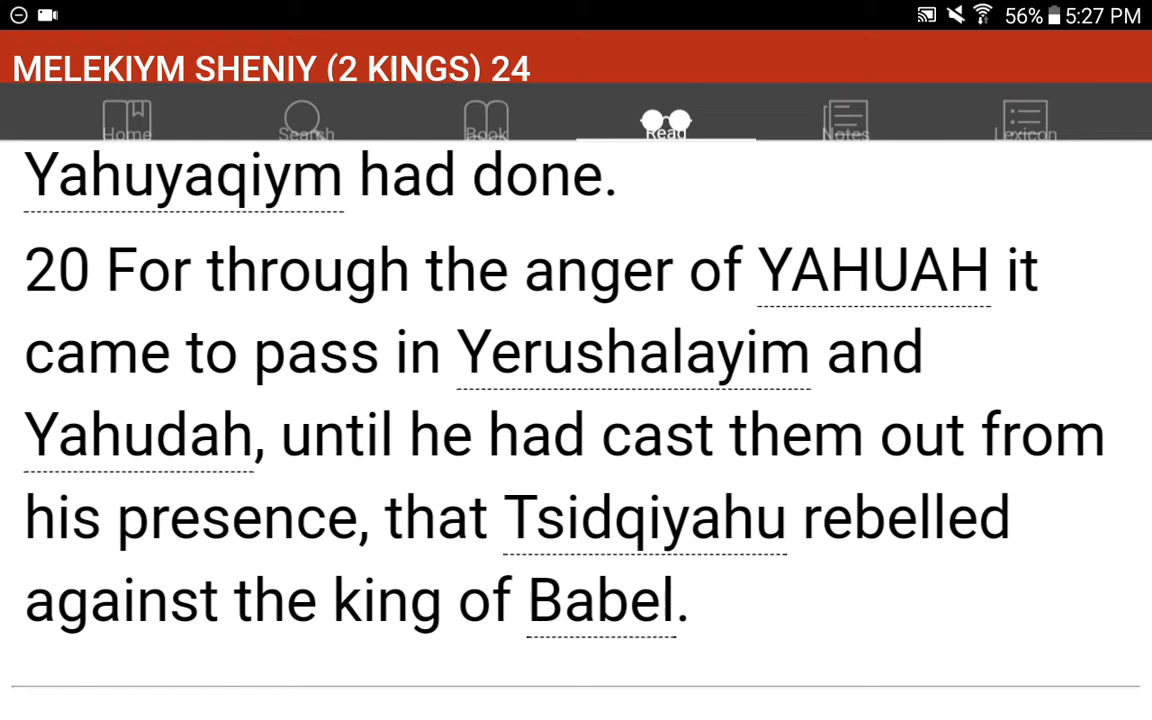 56% 5:27 PM
MELEKIYM SHENIY (2 KINGS) 24
Home Search Book Read Notes Lexicon
Yahuyaqiym had done.
20 For through the anger of YAHUAH it
came to pass in Yerushalayim and
Yahudah, until he had cast them out from
his presence, that Tsidqiyahu rebelled
against the king of Babel.